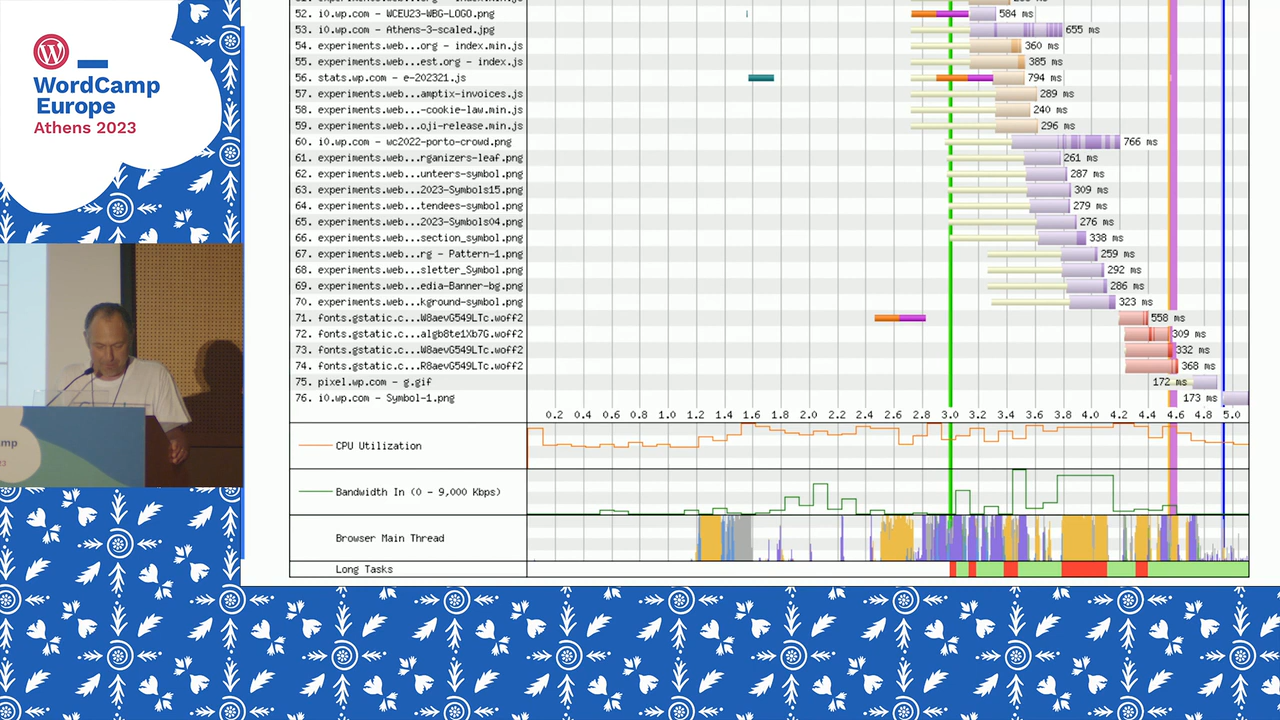 WordCamp
Europe
Athens 2023
52. i0.wp.com - WCEU23-WBG-LOGO.png 584 ms
53. i0.wp.com - Athens-3-scaled.jpg 655 ms
54. experiments.web...org - index.min.js 360 ms
55. experiments.web...est.org - index.js 385 ms
56. stats.wp.com - e-202321.js 794 ms
57. experiments.web...amptix-invoices.js 289 ms
58. experiments.web...-cookie-law.min.js 240 ms
59. experiments.web...oji-release.min.js 296 ms
60. i0.wp.com - wc2022-porto-crowd.png 766 ms
61. experiments.web...rganizers-leaf.png 261 ms
62. experiments.web...unteers-symbol.png 287 ms
63. experiments.web...2023-Symbols15.png 309 ms
64. experiments.web...tendees-symbol.png 279 ms
65. experiments.web...2023-Symbols04.png 276 ms
66. experiments.web...section_symbol.png 338 ms
67. experiments.web...rg - Pattern-1.png 259 ms
68. experiments.web...sletter_Symbol.png 292 ms
69. experiments.web...edia-Banner-bg.png 286 ms
70. experiments.web...kground-symbol.png 323 ms
71. fonts.gstatic.c...W8aevG549LTc.woff2 558 ms
72. fonts.gstatic.c...algb8te1Xb7G.woff2 309 ms
73. fonts.gstatic.c...V8aevG549LTc.woff2 332 ms
74. fonts.gstatic.c...R8aevG549LTc.woff2 368 ms
75. pixel.wp.com - g.gif 172 ms
76. i0.wp.com - Symbol-1.png 173 ms
0.2 0.4 0.6 0.8 1.0 1.2 1.4 1.6 1.8 2.0 2.2 2.4 2.6 2.8 3.0 3.2 3.4 3.6 3.8 4.0 4.2 4.4 4.6 4.8 5.0
CPU Utilization
Bandwidth In (0 - 9,000 Kbps)
Browser Main Thread
Long Tasks